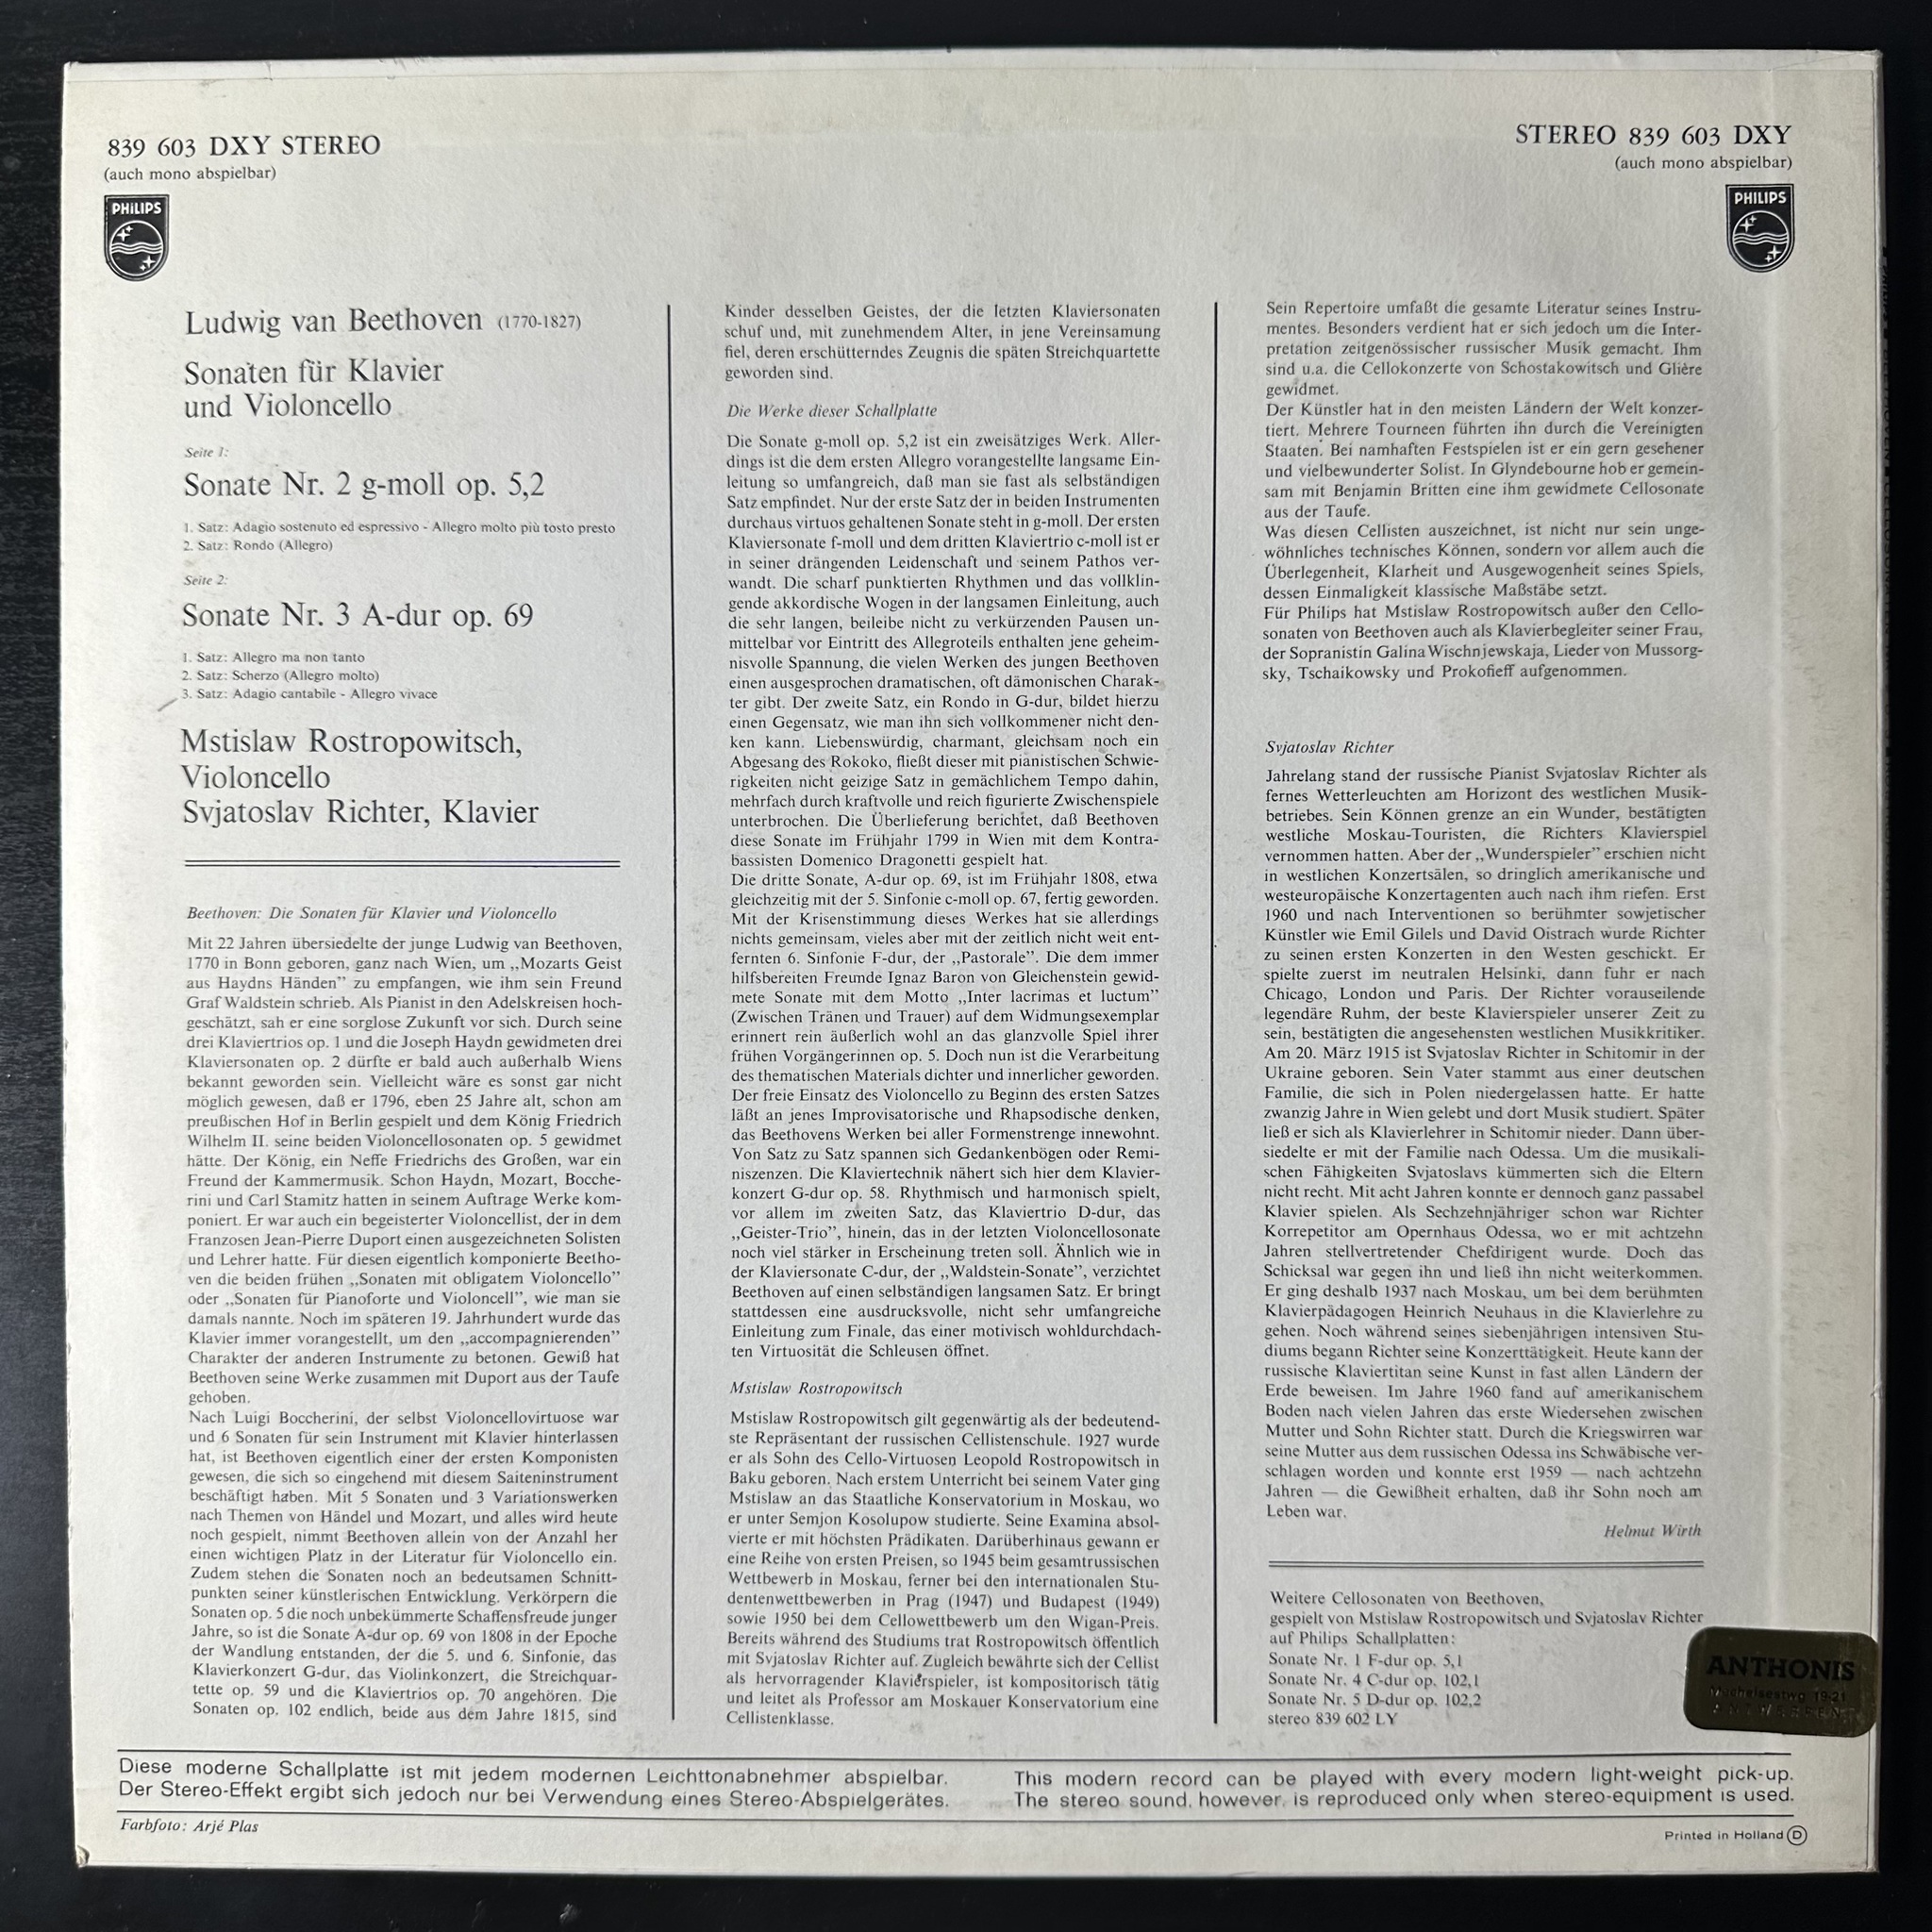 839 603 DXY STEREO
(auch mono abspielbar)
PHILIPS
STEREO 839 603 DXY
(auch mono abspielbar)
PHILIPS
Ludwig van Beethoven (1770-1827)
Sonaten für Klavier
und Violoncello
Seite 1:
Sonate Nr. 2 g-moll op. 5,2
1. Satz: Adagio sostenuto ed espressivo - Allegro molto più tosto presto
2. Satz: Rondo (Allegro)
Seite 2:
Sonate Nr. 3 A-dur op. 69
1. Satz: Allegro ma non tanto
2. Satz: Scherzo (Allegro molto)
3. Satz: Adagio cantabile - Allegro vivace
Mstislaw Rostropowitsch,
Violoncello
Svjatoslav Richter, Klavier
Beethoven: Die Sonaten für Klavier und Violoncello
Mit 22 Jahren übersiedelte der junge Ludwig van Beethoven,
1770 in Bonn geboren, ganz nach Wien, um „Mozarts Geist
aus Haydns Händen” zu empfangen, wie ihm sein Freund
Graf Waldstein schrieb. Als Pianist in den Adelskreisen hoch-
geschätzt, sah er eine sorglose Zukunft vor sich. Durch seine
drei Klaviertrios op. 1 und die Joseph Haydn gewidmeten drei
Klaviersonaten op. 2 dürfte er bald auch außerhalb Wiens
bekannt geworden sein. Vielleicht wäre es sonst gar nicht
möglich gewesen, daß er 1796, eben 25 Jahre alt, schon am
preußischen Hof in Berlin gespielt und dem König Friedrich
Wilhelm II. seine beiden Violoncellosonaten op. 5 gewidmet
hätte. Der König, ein Neffe Friedrichs des Großen, war ein
Freund der Kammermusik. Schon Haydn, Mozart, Bocche-
rini und Carl Stamitz hatten in seinem Auftrage Werke kom-
poniert. Er war auch ein begeisterter Violoncellist, der in dem
Franzosen Jean-Pierre Duport einen ausgezeichneten Solisten
und Lehrer hatte. Für diesen eigentlich komponierte Beetho-
ven die beiden frühen „Sonaten mit obligatem Violoncello”
oder „Sonaten für Pianoforte und Violoncell”, wie man sie
damals nannte. Noch im späteren 19. Jahrhundert wurde das
Klavier immer vorangestellt, um den „accompagnierenden”
Charakter der anderen Instrumente zu betonen. Gewiß hat
Beethoven seine Werke zusammen mit Duport aus der Taufe
gehoben.
Nach Luigi Boccherini, der selbst Violoncellovirtuose war
und 6 Sonaten für sein Instrument mit Klavier hinterlassen
hat, ist Beethoven eigentlich einer der ersten Komponisten
gewesen, die sich so eingehend mit diesem Saiteninstrument
beschäftigt haben. Mit 5 Sonaten und 3 Variationswerken
nach Themen von Händel und Mozart, und alles wird heute
noch gespielt, nimmt Beethoven allein von der Anzahl her
einen wichtigen Platz in der Literatur für Violoncello ein.
Zudem stehen die Sonaten noch an bedeutsamen Schnitt-
punkten seiner künstlerischen Entwicklung. Verkörpern die
Sonaten op. 5 die noch unbekümmerte Schaffensfreude junger
Jahre, so ist die Sonate A-dur op. 69 von 1808 in der Epoche
der Wandlung entstanden, der die 5. und 6. Sinfonie, das
Klavierkonzert G-dur, das Violinkonzert, die Streichquar-
tette op. 59 und die Klaviertrios op. 70 angehören. Die
Sonaten op. 102 endlich, beide aus dem Jahre 1815, sind
Kinder desselben Geistes, der die letzten Klaviersonaten
schuf und, mit zunehmendem Alter, in jene Vereinsamung
fiel, deren erschütterndes Zeugnis die späten Streichquartette
geworden sind.
Die Werke dieser Schallplatte
Die Sonate g-moll op. 5,2 ist ein zweisätziges Werk. Aller-
dings ist die dem ersten Allegro vorangestellte langsame Ein-
leitung so umfangreich, daß man sie fast als selbständigen
Satz empfindet. Nur der erste Satz der in beiden Instrumenten
durchaus virtuos gehaltenen Sonate steht in g-moll. Der ersten
Klaviersonate f-moll und dem dritten Klaviertrio c-moll ist er
in seiner drängenden Leidenschaft und seinem Pathos ver-
wandt. Die scharf punktierten Rhythmen und das vollklin-
gende akkordische Wogen in der langsamen Einleitung, auch
die sehr langen, beileibe nicht zu verkürzenden Pausen un-
mittelbar vor Eintritt des Allegroteils enthalten jene geheim-
nisvolle Spannung, die vielen Werken des jungen Beethoven
einen ausgesprochen dramatischen, oft dämonischen Charak-
ter gibt. Der zweite Satz, ein Rondo in G-dur, bildet hierzu
einen Gegensatz, wie man ihn sich vollkommener nicht den-
ken kann. Liebenswürdig, charmant, gleichsam noch ein
Abgesang des Rokoko, fließt dieser mit pianistischen Schwie-
rigkeiten nicht geizige Satz in gemächlichem Tempo dahin,
mehrfach durch kraftvolle und reich figurierte Zwischenspiele
unterbrochen. Die Überlieferung berichtet, daß Beethoven
diese Sonate im Frühjahr 1799 in Wien mit dem Kontra-
bassisten Domenico Dragonetti gespielt hat.
Die dritte Sonate, A-dur op. 69, ist im Frühjahr 1808, etwa
gleichzeitig mit der 5. Sinfonie c-moll op. 67, fertig geworden.
Mit der Krisenstimmung dieses Werkes hat sie allerdings
nichts gemeinsam, vieles aber mit der zeitlich nicht weit ent-
fernten 6. Sinfonie F-dur, der „Pastorale”. Die dem immer
hilfsbereiten Freunde Ignaz Baron von Gleichenstein gewid-
mete Sonate mit dem Motto „Inter lacrimas et luctum”
(Zwischen Tränen und Trauer) auf dem Widmungsexemplar
erinnert rein äußerlich wohl an das glanzvolle Spiel ihrer
frühen Vorgängerinnen op. 5. Doch nun ist die Verarbeitung
des thematischen Materials dichter und innerlicher geworden.
Der freie Einsatz des Violoncello zu Beginn des ersten Satzes
läßt an jenes Improvisatorische und Rhapsodische denken,
das Beethovens Werken bei aller Formenstrenge innewohnt.
Von Satz zu Satz spannen sich Gedankenbögen oder Remi-
niszenzen. Die Klaviertechnik nähert sich hier dem Klavier-
konzert G-dur op. 58. Rhythmisch und harmonisch spielt,
vor allem im zweiten Satz, das Klaviertrio D-dur, das
„Geister-Trio”, hinein, das in der letzten Violoncellosonate
noch viel stärker in Erscheinung treten soll. Ähnlich wie in
der Klaviersonate C-dur, der „Waldstein-Sonate”, verzichtet
Beethoven auf einen selbständigen langsamen Satz. Er bringt
stattdessen eine ausdrucksvolle, nicht sehr umfangreiche
Einleitung zum Finale, das einer motivisch wohldurchdach-
ten Virtuosität die Schleusen öffnet.
Mstislaw Rostropowitsch
Mstislaw Rostropowitsch gilt gegenwärtig als der bedeutend-
ste Repräsentant der russischen Cellistenschule. 1927 wurde
er als Sohn des Cello-Virtuosen Leopold Rostropowitsch in
Baku geboren. Nach erstem Unterricht bei seinem Vater ging
Mstislaw an das Staatliche Konservatorium in Moskau, wo
er unter Semjon Kosolupow studierte. Seine Examina absol-
vierte er mit höchsten Prädikaten. Darüberhinaus gewann er
eine Reihe von ersten Preisen, so 1945 beim gesamtrussischen
Wettbewerb in Moskau, ferner bei den internationalen Stu-
dentenwettbewerben in Prag (1947) und Budapest (1949)
sowie 1950 bei dem Cellowettbewerb um den Wigan-Preis.
Bereits während des Studiums trat Rostropowitsch öffentlich
mit Svjatoslav Richter auf. Zugleich bewährte sich der Cellist
als hervorragender Klavierspieler, ist kompositorisch tätig
und leitet als Professor am Moskauer Konservatorium eine
Cellistenklasse.
Sein Repertoire umfaßt die gesamte Literatur seines Instru-
mentes. Besonders verdient hat er sich jedoch um die Inter-
pretation zeitgenössischer russischer Musik gemacht. Ihm
sind u.a. die Cellokonzerte von Schostakowitsch und Glière
gewidmet.
Der Künstler hat in den meisten Ländern der Welt konzer-
tiert. Mehrere Tourneen führten ihn durch die Vereinigten
Staaten. Bei namhaften Festspielen ist er ein gern gesehener
und vielbewunderter Solist. In Glyndebourne hob er gemein-
sam mit Benjamin Britten eine ihm gewidmete Cellosonate
aus der Taufe.
Was diesen Cellisten auszeichnet, ist nicht nur sein unge-
wöhnliches technisches Können, sondern vor allem auch die
Überlegenheit, Klarheit und Ausgewogenheit seines Spiels,
dessen Einmaligkeit klassische Maßstäbe setzt.
Für Philips hat Mstislaw Rostropowitsch außer den Cello-
sonaten von Beethoven auch als Klavierbegleiter seiner Frau,
der Sopranistin Galina Wischnjewskaja, Lieder von Mussorg-
sky, Tschaikowsky und Prokofieff aufgenommen.
Svjatoslav Richter
Jahrelang stand der russische Pianist Svjatoslav Richter als
fernes Wetterleuchten am Horizont des westlichen Musik-
betriebes. Sein Können grenze an ein Wunder, bestätigten
westliche Moskau-Touristen, die Richters Klavierspiel
vernommen hatten. Aber der „Wunderspieler” erschien nicht
in westlichen Konzertsälen, so dringlich amerikanische und
westeuropäische Konzertagenten auch nach ihm riefen. Erst
1960 und nach Interventionen so berühmter sowjetischer
Künstler wie Emil Gilels und David Oistrach wurde Richter
zu seinen ersten Konzerten in den Westen geschickt. Er
spielte zuerst im neutralen Helsinki, dann fuhr er nach
Chicago, London und Paris. Der Richter vorauseilende
legendäre Ruhm, der beste Klavierspieler unserer Zeit zu
sein, bestätigten die angesehensten westlichen Musikkritiker.
Am 20. März 1915 ist Svjatoslav Richter in Schitomir in der
Ukraine geboren. Sein Vater stammt aus einer deutschen
Familie, die sich in Polen niedergelassen hatte. Er hatte
zwanzig Jahre in Wien gelebt und dort Musik studiert. Später
ließ er sich als Klavierlehrer in Schitomir nieder. Dann über-
siedelte er mit der Familie nach Odessa. Um die musikali-
schen Fähigkeiten Svjatoslavs kümmerten sich die Eltern
nicht recht. Mit acht Jahren konnte er dennoch ganz passabel
Klavier spielen. Als Sechzehnjähriger schon war Richter
Korrepetitor am Opernhaus Odessa, wo er mit achtzehn
Jahren stellvertretender Chefdirigent wurde. Doch das
Schicksal war gegen ihn und ließ ihn nicht weiterkommen.
Er ging deshalb 1937 nach Moskau, um bei dem berühmten
Klavierpädagogen Heinrich Neuhaus in die Klavierlehre zu
gehen. Noch während seines siebenjährigen intensiven Stu-
diums begann Richter seine Konzerttätigkeit. Heute kann der
russische Klaviertitan seine Kunst in fast allen Ländern der
Erde beweisen. Im Jahre 1960 fand auf amerikanischem
Boden nach vielen Jahren das erste Wiedersehen zwischen
Mutter und Sohn Richter statt. Durch die Kriegswirren war
seine Mutter aus dem russischen Odessa ins Schwäbische ver-
schlagen worden und konnte erst 1959 — nach achtzehn
Jahren — die Gewißheit erhalten, daß ihr Sohn noch am
Leben war.
Helmut Wirth
Weitere Cellosonaten von Beethoven,
gespielt von Mstislaw Rostropowitsch und Svjatoslav Richter
auf Philips Schallplatten:
Sonate Nr. 1 F-dur op. 5,1
Sonate Nr. 4 C-dur op. 102,1
Sonate Nr. 5 D-dur op. 102,2
stereo 839 602 LY
ANTHONIS
19-21
Diese moderne Schallplatte ist mit jedem modernen Leichttonabnehmer abspielbar.
Der Stereo-Effekt ergibt sich jedoch nur bei Verwendung eines Stereo-Abspielgerätes.
This modern record can be played with every modern light-weight pick-up.
The stereo sound, however, is reproduced only when stereo-equipment is used.
Farbfoto: Arjé Plas
Printed in Holland D